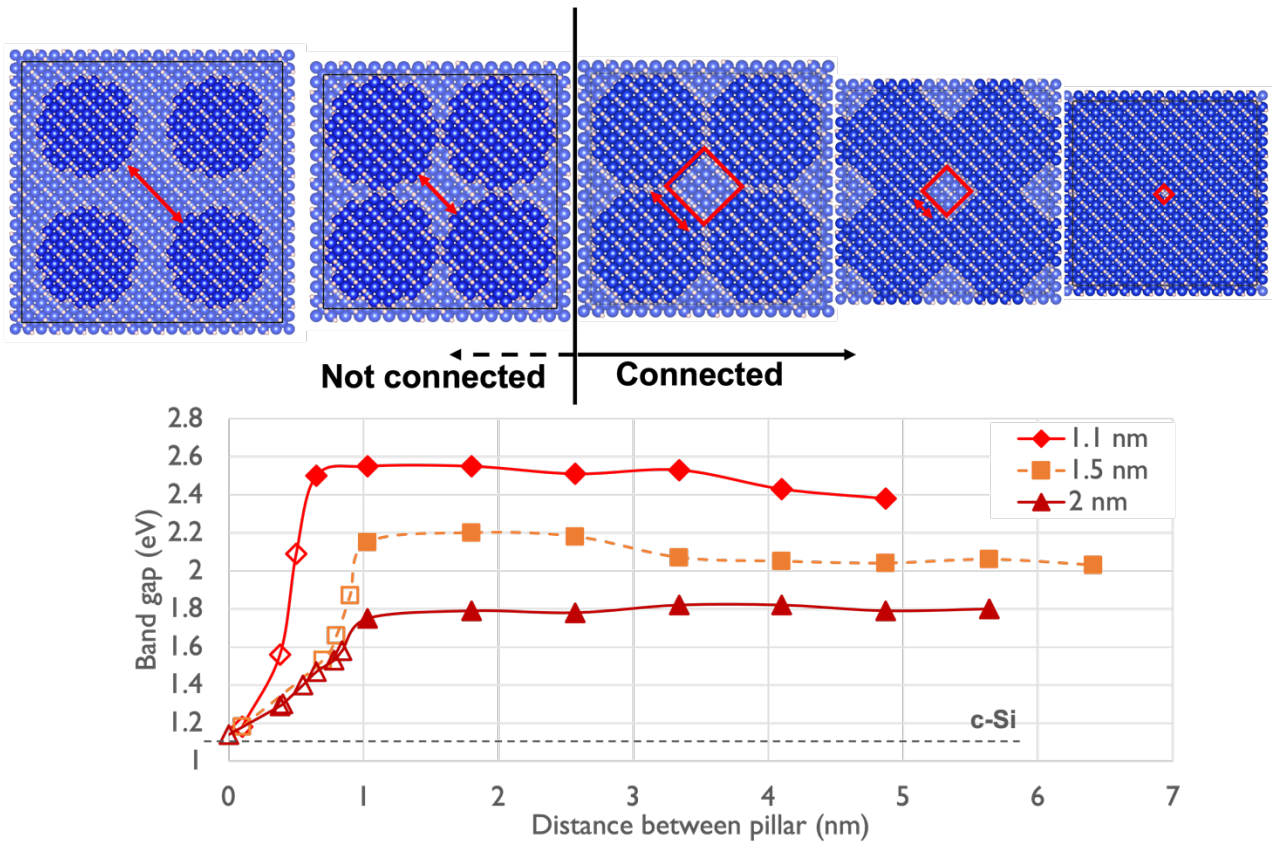 Not connected
Connected
2.8
2.6
2.4
2.2
2
1.8
1.6
1.4
1.2
1
Band gap (eV)
1.1 nm
1.5 nm
2 nm
c-Si
0 1 2 3 4 5 6 7
Distance between pillar (nm)